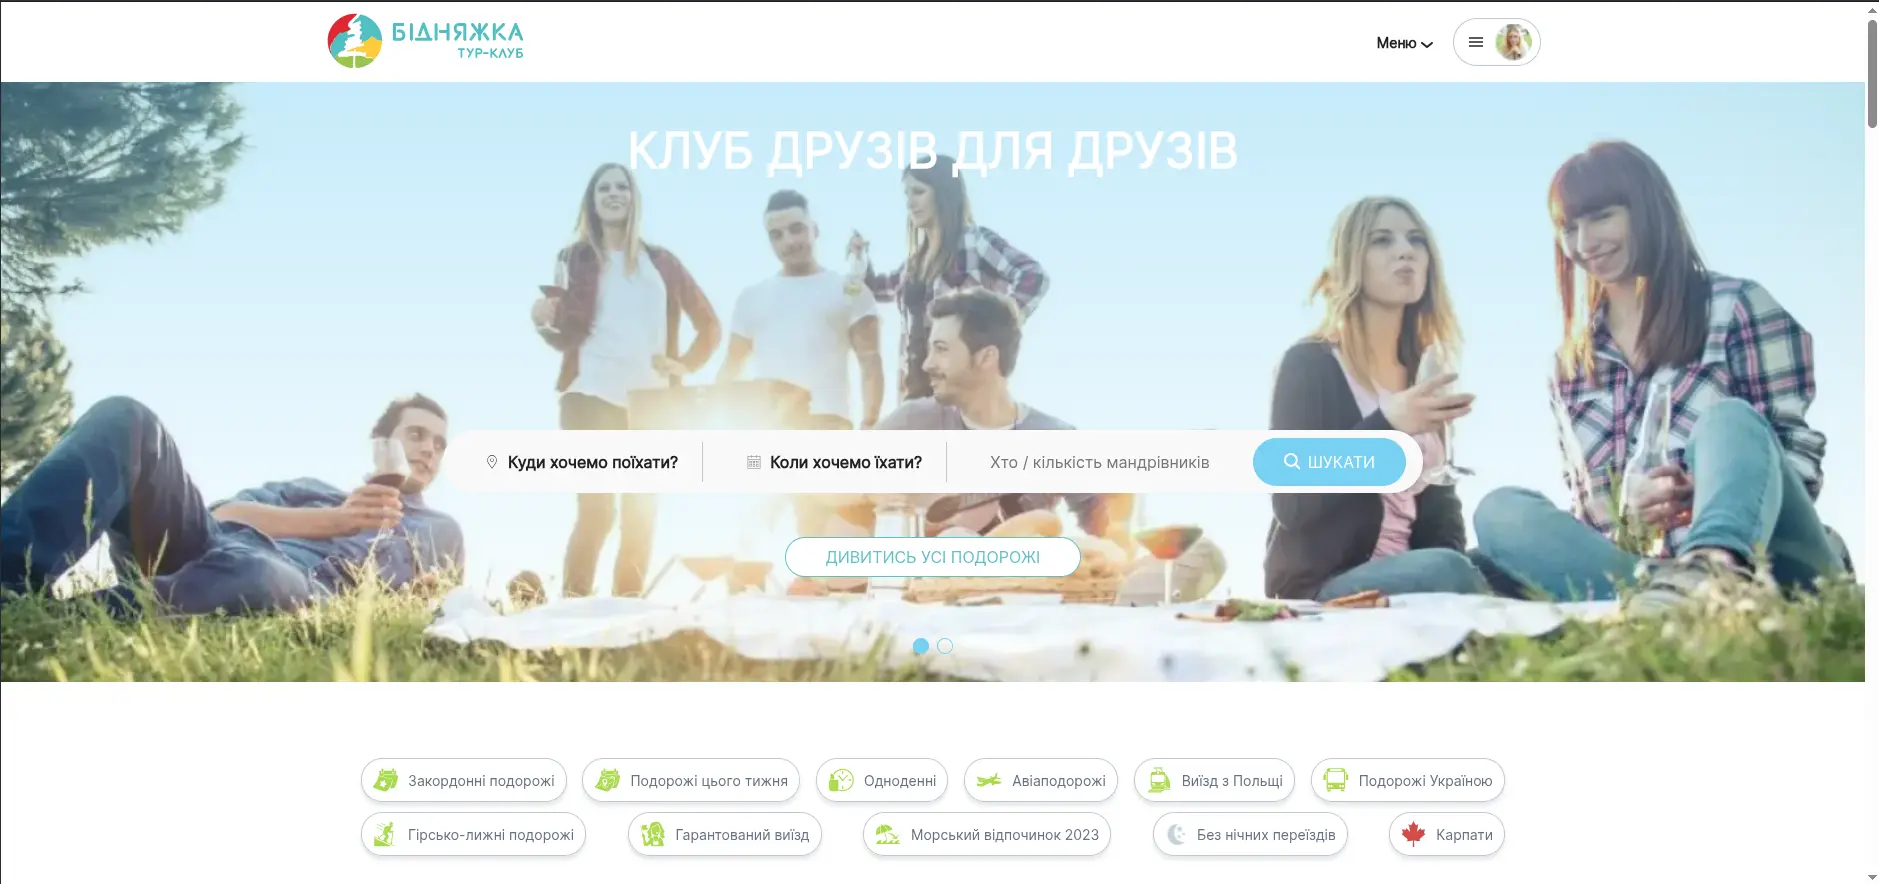 БІДНЯЖКА
ТУР-КЛУБ
Меню
КЛУБ ДРУЗІВ ДЛЯ ДРУЗІВ
Куди хочемо поїхати?
Коли хочемо їхати?
Хто / кількість мандрівників
ШУКАТИ
ДИВИТИСЬ УСІ ПОДОРОЖІ
Закордонні подорожі
Подорожі цього тижня
Одноденні
Авіаподорожі
Виїзд з Польщі
Подорожі Україною
Гірсько-лижні подорожі
Гарантований виїзд
Морський відпочинок 2023
Без нічних переїздів
Карпати